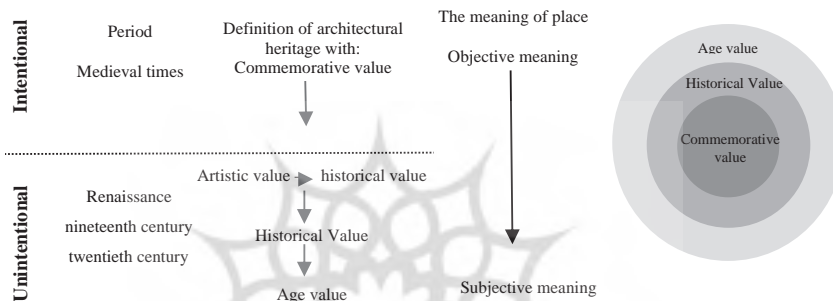 Intentional
Period
Medieval times
Definition of architectural
heritage with:
Commemorative value
The meaning of place
Objective meaning
Unintentional
Renaissance
nineteenth century
twentieth century
Artistic value historical value
Historical Value
Age value
Subjective meaning
Age value
Historical Value
Commemorative
value